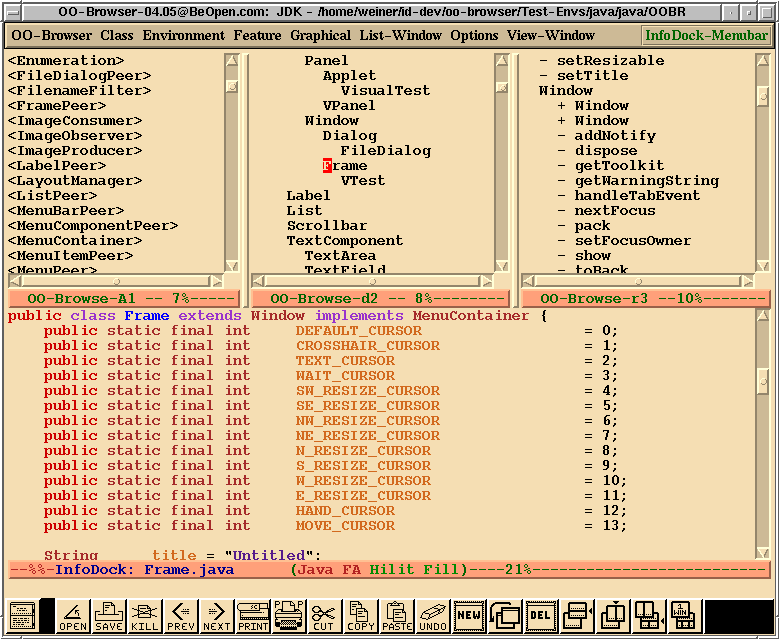 OO-Browser-04.05@BeOpen.com: JDK - /home/weiner/id-dev/oo-browser/Test-Envs/java/java/OOBR
OO-Browser Class Environment Feature Graphical List-Window Options View-Window InfoDock-Menubar
<Enumeration>
<FileDialogPeer>
<FilenameFilter>
<FramePeer>
<ImageConsumer>
<ImageObserver>
<ImageProducer>
<LabelPeer>
<LayoutManager>
<ListPeer>
<MenuBarPeer>
<MenuComponentPeer>
<MenuContainer>
<MenuItemPeer>
<MenuPeer>
OO-Browse-A1 -- 7%-----
Panel
Applet
VisualTest
VPanel
Window
Dialog
FileDialog
Frame
VTest
Label
List
Scrollbar
TextComponent
TextArea
TextField
OO-Browse-d2 -- 8%--------
- setResizable
- setTitle
Window
+ Window
+ Window
- addNotify
- dispose
- getToolkit
- getWarningString
- handleTabEvent
- nextFocus
- pack
- setFocusOwner
- show
- toBack
OO-Browse-r3 --10%-------
public class Frame extends Window implements MenuContainer {
public static final int DEFAULT_CURSOR = 0;
public static final int CROSSHAIR_CURSOR = 1;
public static final int TEXT_CURSOR = 2;
public static final int WAIT_CURSOR = 3;
public static final int SW_RESIZE_CURSOR = 4;
public static final int SE_RESIZE_CURSOR = 5;
public static final int NW_RESIZE_CURSOR = 6;
public static final int NE_RESIZE_CURSOR = 7;
public static final int N_RESIZE_CURSOR = 8;
public static final int S_RESIZE_CURSOR = 9;
public static final int W_RESIZE_CURSOR = 10;
public static final int E_RESIZE_CURSOR = 11;
public static final int HAND_CURSOR = 12;
public static final int MOVE_CURSOR = 13;
String title = "Untitled";
--%%-InfoDock: Frame.java (Java FA Hilit Fill)----21%--------------------------
OPEN SAVE KILL PREV NEXT PRINT P_P CUT COPY PASTE UNDO NEW DEL 1 WIN